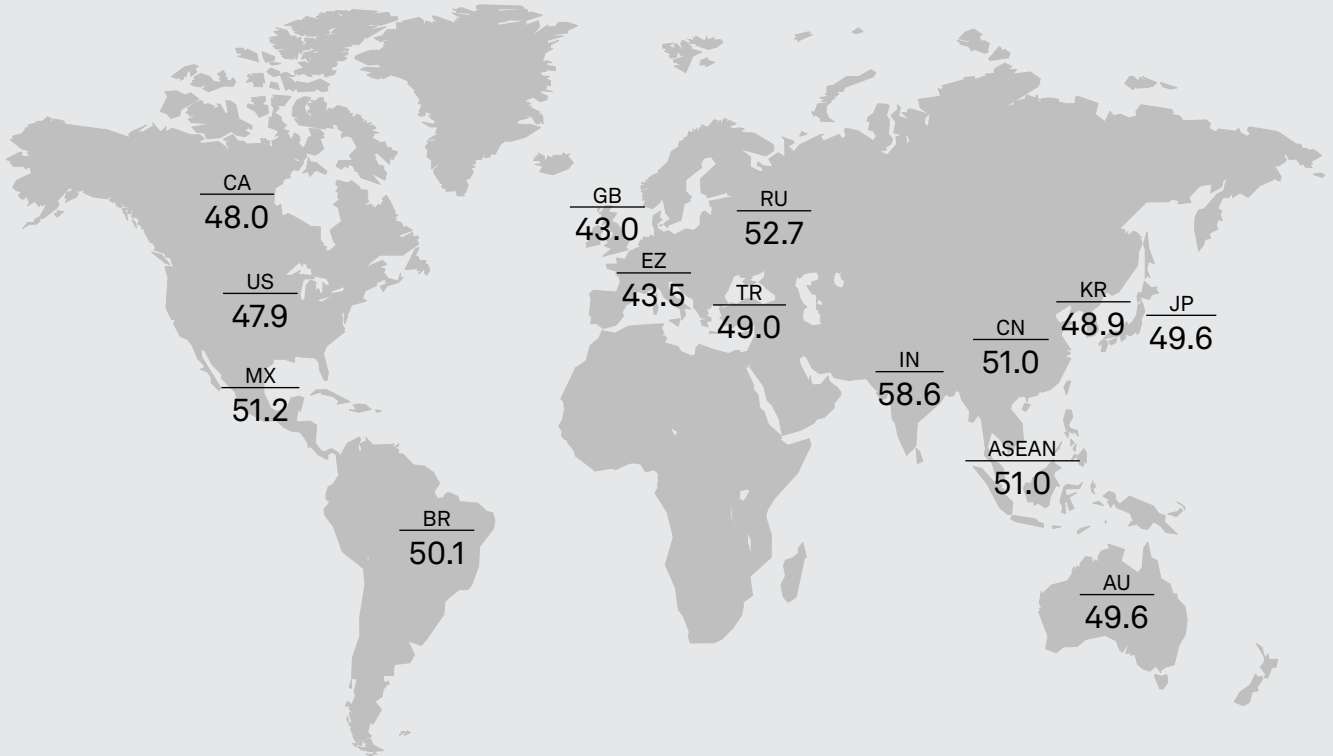 CA
48.0
GB
43.0
RU
52.7
EZ
43.5
US
47.9
TR
49.0
KR
48.9
JP
49.6
CN
51.0
IN
58.6
MX
51.2
ASEAN
51.0
BR
50.1
AU
49.6